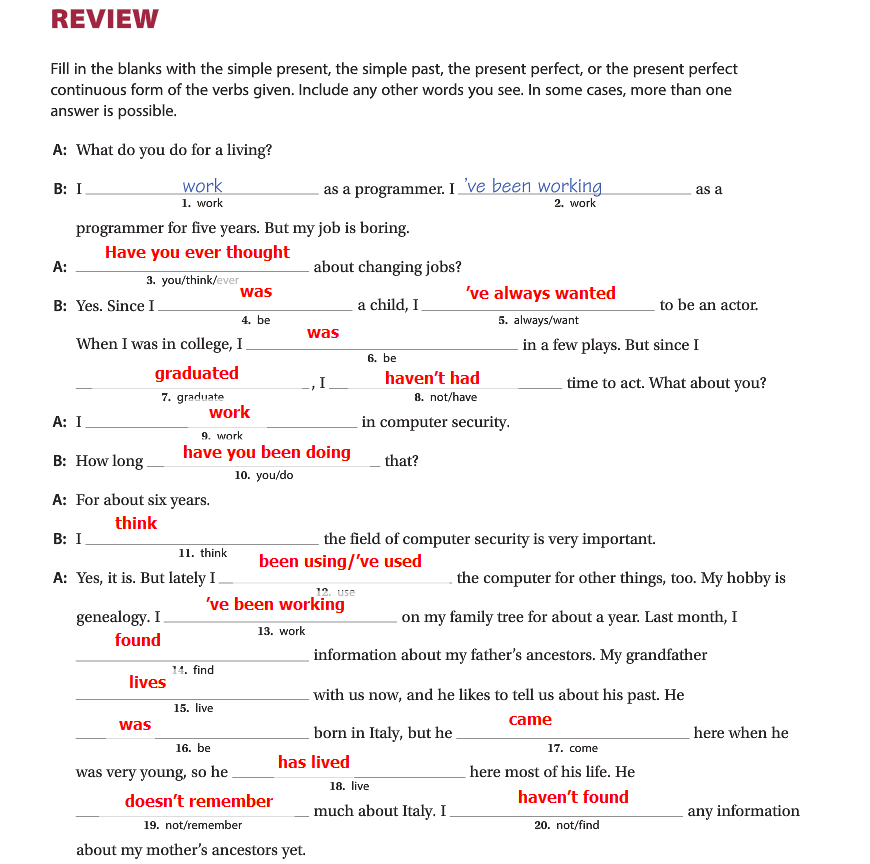 REVIEW
Fill in the blanks with the simple present, the simple past, the present perfect, or the present perfect
continuous form of the verbs given. Include any other words you see. In some cases, more than one
answer is possible.
A: What do you do for a living?
B: I work as a programmer. I 've been working as a
1. work 2. work
programmer for five years. But my job is boring.
Have you ever thought
A: about changing jobs?
3. you/think/ever
was 've always wanted
B: Yes. Since I a child, I to be an actor.
4. be 5. always/want
was
When I was in college, I in a few plays. But since I
6. be
graduated haven't had
, I time to act. What about you?
7. graduate 8. not/have
work
A: I in computer security.
9. work
have you been doing
B: How long that?
10. you/do
A: For about six years.
think
B: I the field of computer security is very important.
11. think
been using/'ve used
A: Yes, it is. But lately I the computer for other things, too. My hobby is
12. use
've been working
genealogy. I on my family tree for about a year. Last month, I
13. work
found
information about my father's ancestors. My grandfather
14. find
lives
with us now, and he likes to tell us about his past. He
15. live
was came
born in Italy, but he here when he
16. be 17. come
has lived
was very young, so he here most of his life. He
18. live
doesn't remember haven't found
much about Italy. I any information
19. not/remember 20. not/find
about my mother's ancestors yet.